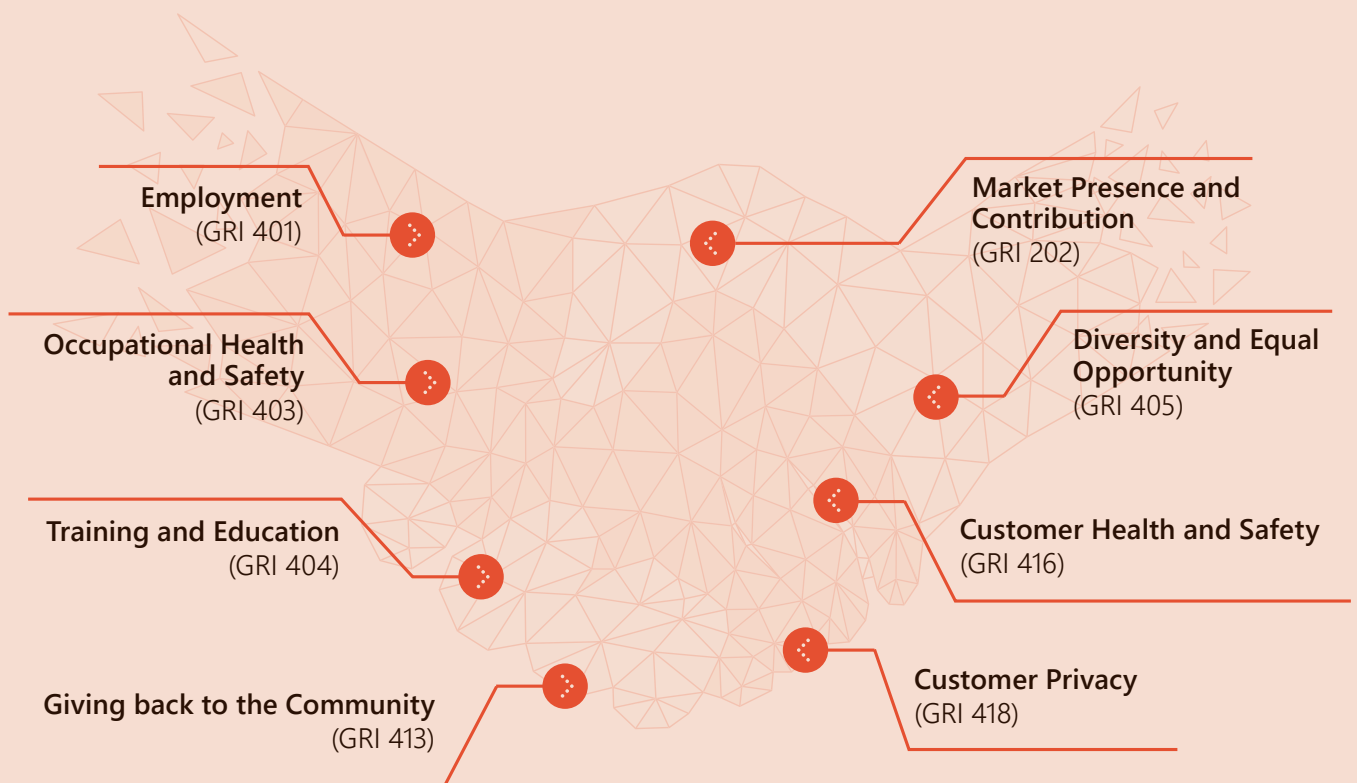 Employment
(GRI 401)
Occupational Health
and Safety
(GRI 403)
Training and Education
(GRI 404)
Giving back to the Community
(GRI 413)
Market Presence and
Contribution
(GRI 202)
Diversity and Equal
Opportunity
(GRI 405)
Customer Health and Safety
(GRI 416)
Customer Privacy
(GRI 418)